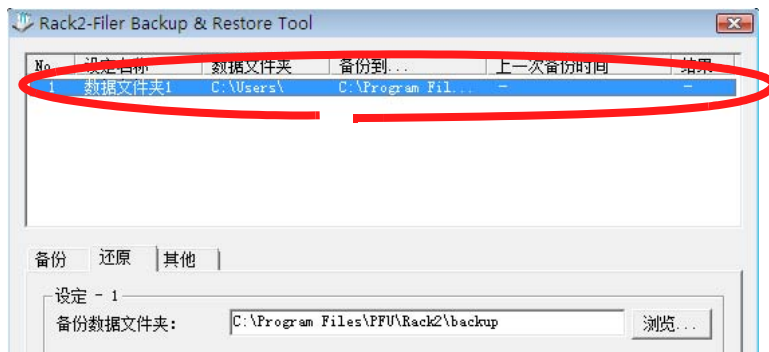 Rack2-Filer Backup & Restore Tool
No. 设定名称 数据文件夹 备份到... 上一次备份时间 结果
1 数据文件夹1 C:\Users\ C:\Program Fil... - -
备份 还原 其他
设定 - 1
备份数据文件夹: C:\Program Files\PFU\Rack2\backup 浏览...